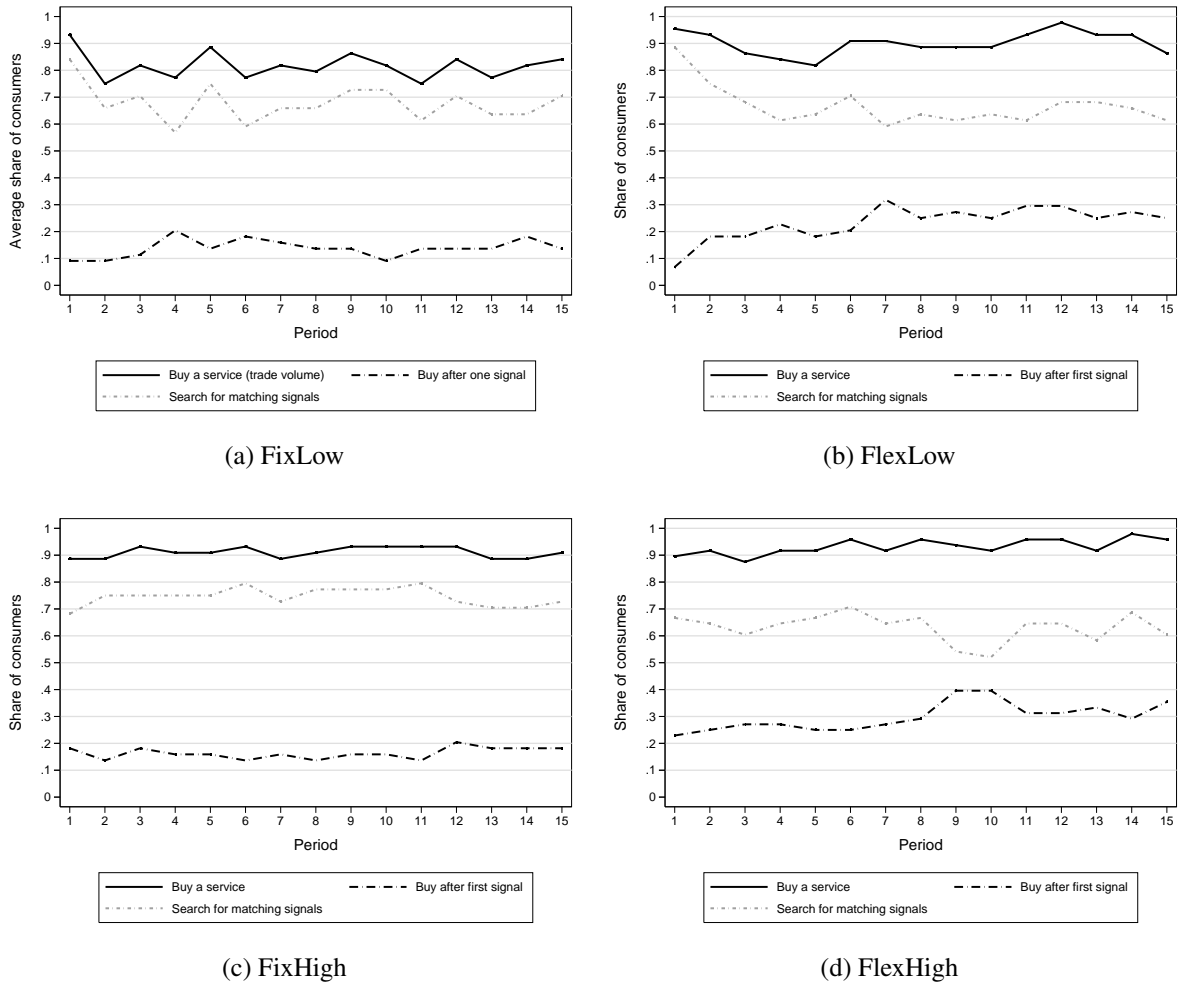 Average share of consumers
1
.9
.8
.7
.6
.5
.4
.3
.2
.1
0
1 2 3 4 5 6 7 8 9 10 11 12 13 14 15
Period
Buy a service (trade volume) Buy after one signal
Search for matching signals
(a) FixLow
Share of consumers
1
.9
.8
.7
.6
.5
.4
.3
.2
.1
0
1 2 3 4 5 6 7 8 9 10 11 12 13 14 15
Period
Buy a service Buy after first signal
Search for matching signals
(b) FlexLow
Share of consumers
1
.9
.8
.7
.6
.5
.4
.3
.2
.1
0
1 2 3 4 5 6 7 8 9 10 11 12 13 14 15
Period
Buy a service Buy after first signal
Search for matching signals
(c) FixHigh
Share of consumers
1
.9
.8
.7
.6
.5
.4
.3
.2
.1
0
1 2 3 4 5 6 7 8 9 10 11 12 13 14 15
Period
Buy a service Buy after first signal
Search for matching signals
(d) FlexHigh